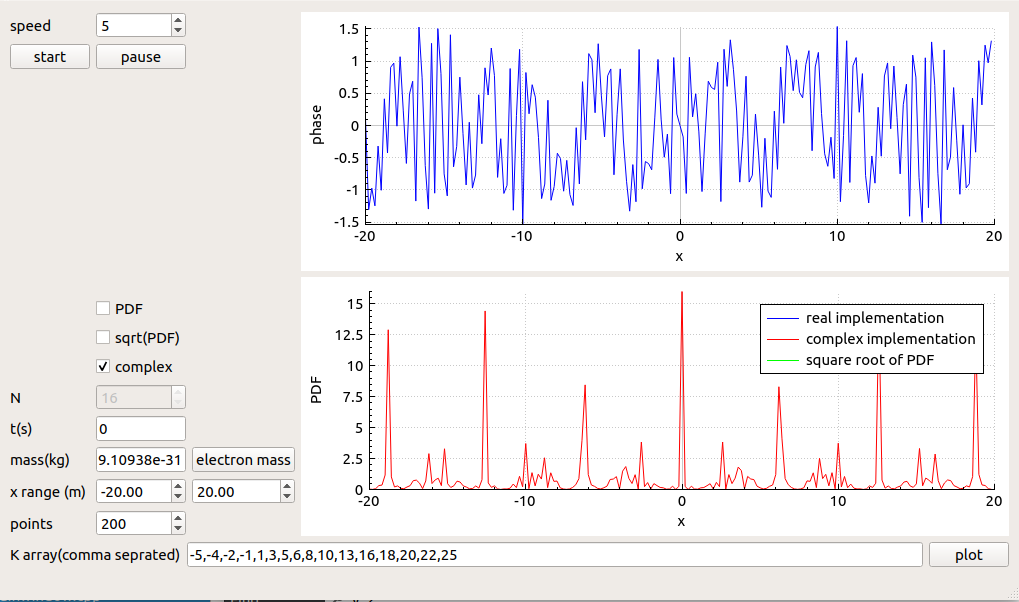 speed 5
start pause
1.5
1
0.5
0
-0.5
-1
-1.5
phase
-20 -10 0 10 20
x
PDF
sqrt(PDF)
complex
N 16
t(s) 0
mass(kg) 9.10938e-31 electron mass
x range (m) -20.00 20.00
points 200
15
12.5
10
7.5
5
2.5
0
PDF
real implementation
complex implementation
square root of PDF
-20 -10 0 10 20
x
K array(comma seprated) -5,-4,-2,-1,1,3,5,6,8,10,13,16,18,20,22,25 plot